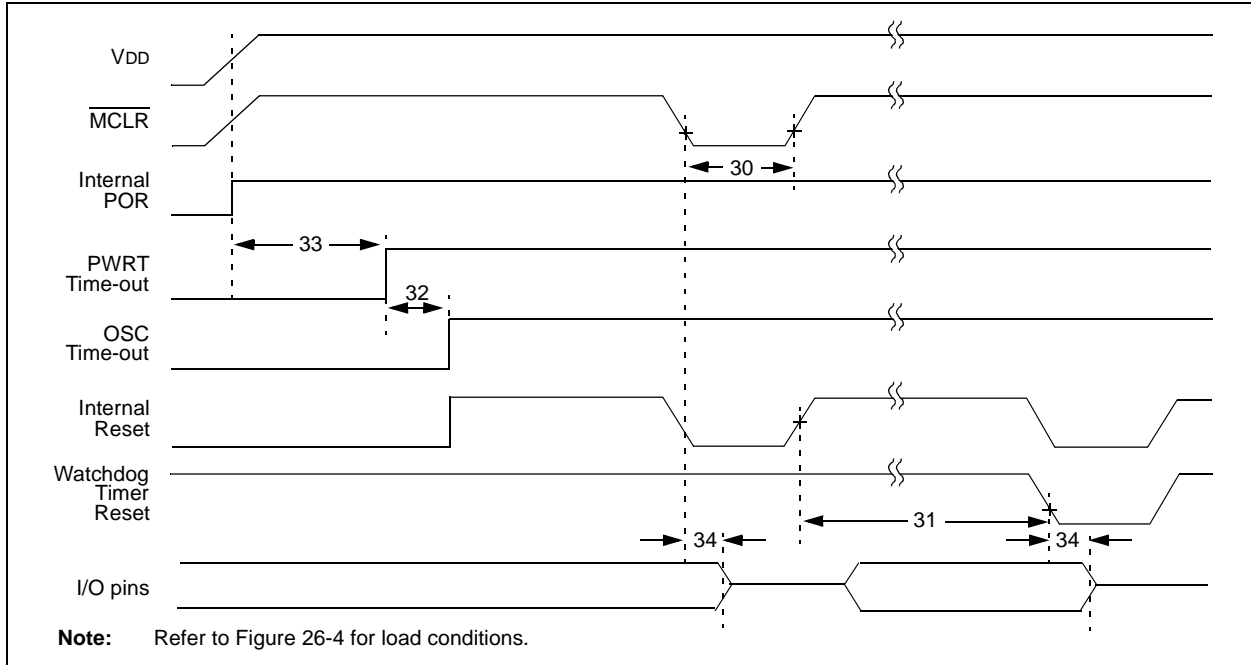 VDD
MCLR
30
Internal
POR
33
PWRT
Time-out
32
OSC
Time-out
Internal
Reset
Watchdog
Timer
Reset
31
34
34
I/O pins
Note: Refer to Figure 26-4 for load conditions.